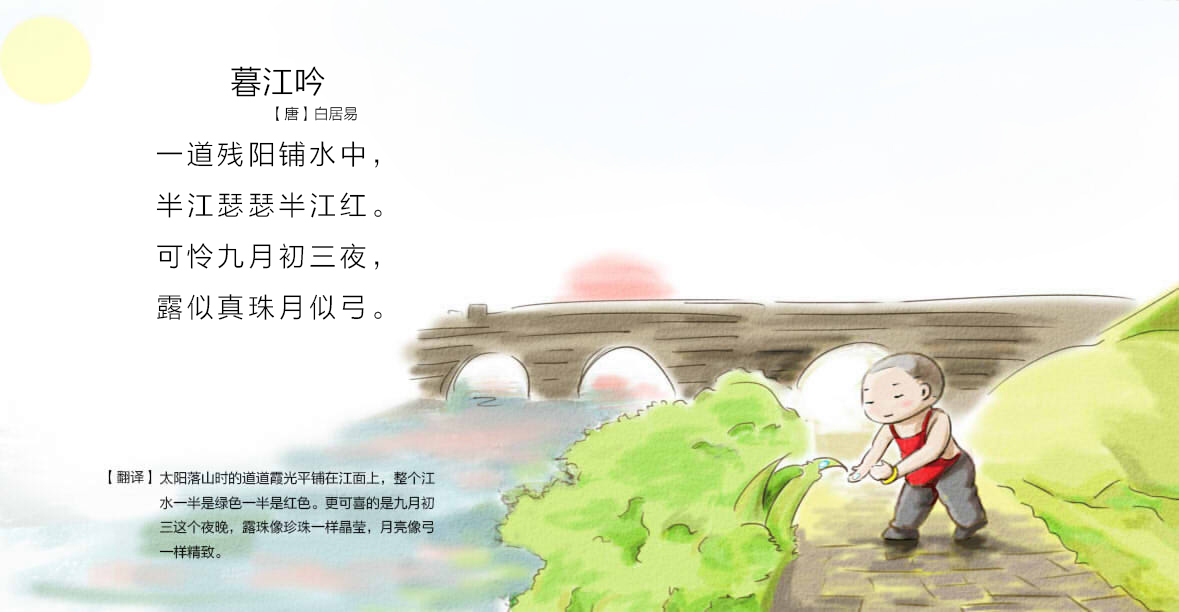 暮江吟
【唐】白居易
一道残阳铺水中，
半江瑟瑟半江红。
可怜九月初三夜，
露似真珠月似弓。
【翻译】太阳落山时的道道霞光平铺在江面上，整个江
水一半是绿色一半是红色。更可喜的是九月初
三这个夜晚，露珠像珍珠一样晶莹，月亮像弓
一样精致。